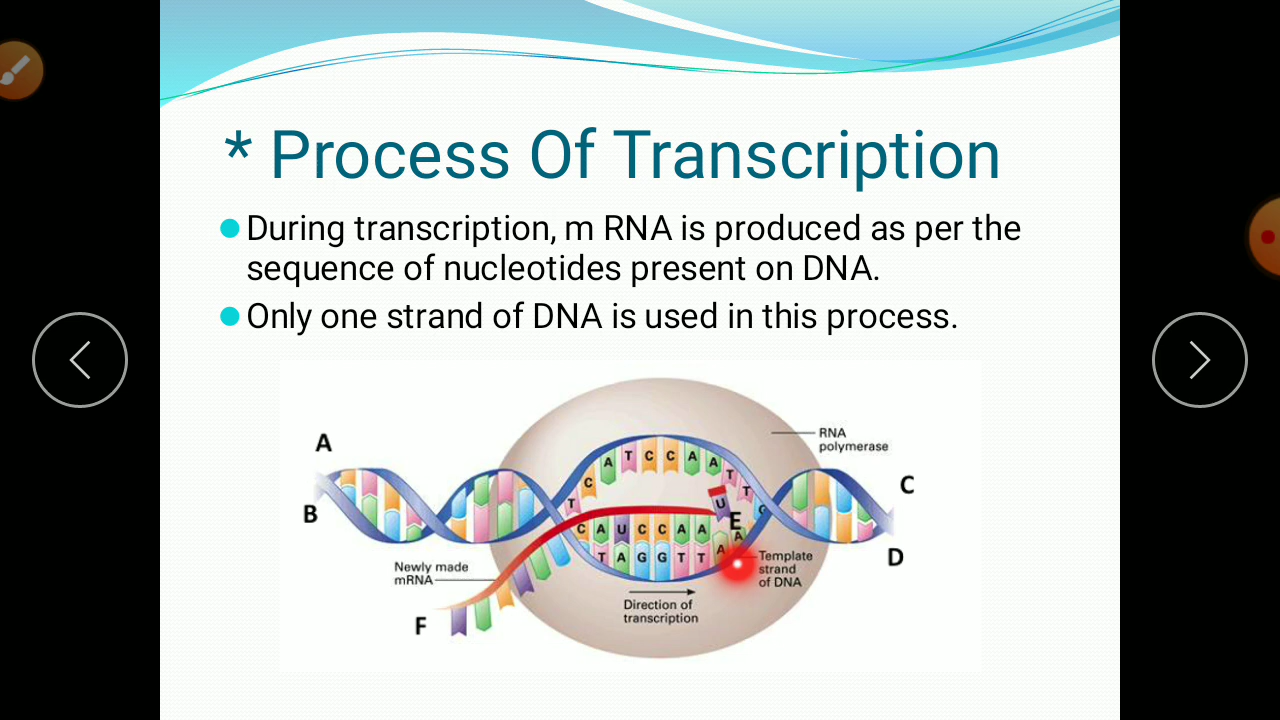 * Process Of Transcription
During transcription, m RNA is produced as per the
sequence of nucleotides present on DNA.
Only one strand of DNA is used in this process.
A
B
C
D
E
F
RNA
polymerase
T C A T C C A A T T G
U
C A U C C A A
T A G G T T A A
Newly made
mRNA
Template
strand
of DNA
Direction of
transcription